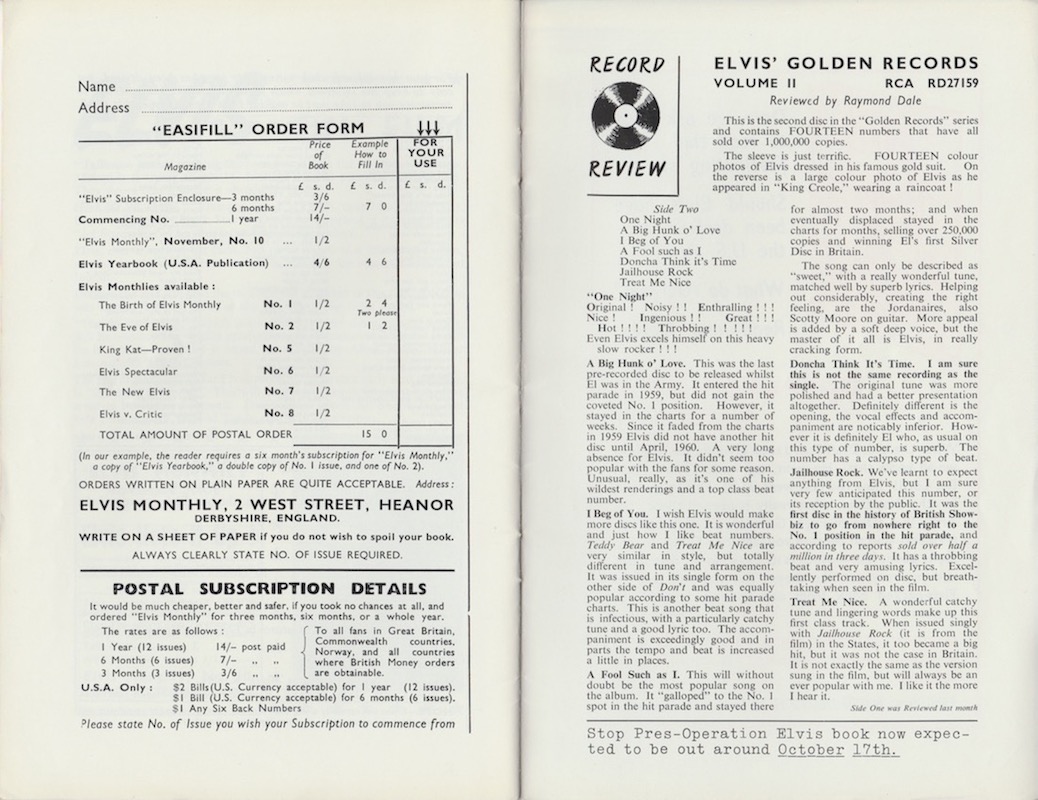 Name
Address
"EASIFILL" ORDER FORM
Magazine
Price of Book
Example How to Fill In
FOR YOUR USE
£ s. d. £ s. d. £ s. d.
"Elvis" Subscription Enclosure—3 months 3/6
6 months 7/– 7 0
Commencing No. 1 year 14/–
"Elvis Monthly", November, No. 10 ... 1/2
Elvis Yearbook (U.S.A. Publication) ... 4/6 4 6
Elvis Monthlies available :
The Birth of Elvis Monthly No. 1 1/2 2 4
Two please
The Eve of Elvis No. 2 1/2 1 2
King Kat—Proven ! No. 5 1/2
Elvis Spectacular No. 6 1/2
The New Elvis No. 7 1/2
Elvis v. Critic No. 8 1/2
TOTAL AMOUNT OF POSTAL ORDER 15 0
(In our example, the reader requires a six month's subscription for "Elvis Monthly,"
a copy of "Elvis Yearbook," a double copy of No. 1 issue, and one of No. 2).
ORDERS WRITTEN ON PLAIN PAPER ARE QUITE ACCEPTABLE. Address :
ELVIS MONTHLY, 2 WEST STREET, HEANOR
DERBYSHIRE, ENGLAND.
WRITE ON A SHEET OF PAPER if you do not wish to spoil your book.
ALWAYS CLEARLY STATE NO. OF ISSUE REQUIRED.
POSTAL SUBSCRIPTION DETAILS
It would be much cheaper, better and safer, if you took no chances at all, and
ordered "Elvis Monthly" for three months, six months, or a whole year.
The rates are as follows :
1 Year (12 issues) 14/– post paid
6 Months (6 issues) 7/– " "
3 Months (3 issues) 3/6 " "
To all fans in Great Britain,
Commonwealth countries,
Norway, and all countries
where British Money orders
are obtainable.
U.S.A. Only : $2 Bills(U.S. Currency acceptable) for 1 year (12 issues).
$1 Bill (U.S. Currency acceptable) for 6 months (6 issues).
$1 Any Six Back Numbers
Please state No. of Issue you wish your Subscription to commence from
RECORD
REVIEW
ELVIS' GOLDEN RECORDS
VOLUME II RCA RD27159
Reviewed by Raymond Dale
This is the second disc in the "Golden Records" series
and contains FOURTEEN numbers that have all
sold over 1,000,000 copies.
The sleeve is just terrific. FOURTEEN colour
photos of Elvis dressed in his famous gold suit. On
the reverse is a large colour photo of Elvis as he
appeared in "King Creole," wearing a raincoat !
Side Two
One Night
A Big Hunk o' Love
I Beg of You
A Fool such as I
Doncha Think it's Time
Jailhouse Rock
Treat Me Nice
"One Night"
Original ! Noisy ! ! Enthralling ! ! !
Nice ! Ingenious ! ! Great ! ! !
Hot ! ! ! ! Throbbing ! ! ! ! !
Even Elvis excels himself on this heavy
slow rocker ! ! !
A Big Hunk o' Love. This was the last
pre-recorded disc to be released whilst
El was in the Army. It entered the hit
parade in 1959, but did not gain the
coveted No. 1 position. However, it
stayed in the charts for a number of
weeks. Since it faded from the charts
in 1959 Elvis did not have another hit
disc until April, 1960. A very long
absence for Elvis. It didn't seem too
popular with the fans for some reason.
Unusual, really, as it's one of his
wildest renderings and a top class beat
number.
I Beg of You. I wish Elvis would make
more discs like this one. It is wonderful
and just how I like beat numbers.
Teddy Bear and Treat Me Nice are
very similar in style, but totally
different in tune and arrangement.
It was issued in its single form on the
other side of Don't and was equally
popular according to some hit parade
charts. This is another beat song that
is infectious, with a particularly catchy
tune and a good lyric too. The accom-
paniment is exceedingly good and in
parts the tempo and beat is increased
a little in places.
A Fool Such as I. This will without
doubt be the most popular song on
the album. It "galloped" to the No. 1
spot in the hit parade and stayed there
for almost two months; and when
eventually displaced stayed in the
charts for months, selling over 250,000
copies and winning El's first Silver
Disc in Britain.
The song can only be described as
"sweet," with a really wonderful tune,
matched well by superb lyrics. Helping
out considerably, creating the right
feeling, are the Jordanaires, also
Scotty Moore on guitar. More appeal
is added by a soft deep voice, but the
master of it all is Elvis, in really
cracking form.
Doncha Think It's Time. I am sure
this is not the same recording as the
single. The original tune was more
polished and had a better presentation
altogether. Definitely different is the
opening, the vocal effects and accom-
paniment are noticably inferior. How-
ever it is definitely El who, as usual on
this type of number, is superb. The
number has a calypso type of beat.
Jailhouse Rock. We've learnt to expect
anything from Elvis, but I am sure
very few anticipated this number, or
its reception by the public. It was the
first disc in the history of British Show-
biz to go from nowhere right to the
No. 1 position in the hit parade, and
according to reports sold over half a
million in three days. It has a throbbing
beat and very amusing lyrics. Excel-
lently performed on disc, but breath-
taking when seen in the film.
Treat Me Nice. A wonderful catchy
tune and lingering words make up this
first class track. When issued singly
with Jailhouse Rock (it is from the
film) in the States, it too became a big
hit, but it was not the case in Britain.
It is not exactly the same as the version
sung in the film, but will always be an
ever popular with me. I like it the more
I hear it.
Side One was Reviewed last month
Stop Pres-Operation Elvis book now expec-
ted to be out around October 17th.